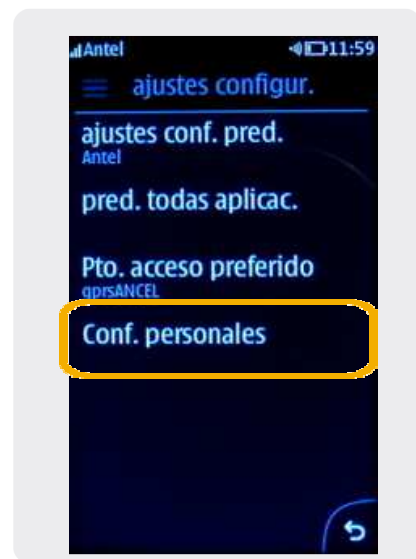 Antel 11:59
ajustes configur.
ajustes conf. pred.
Antel
pred. todas aplicac.
Pto. acceso preferido
gprsANCEL
Conf. personales